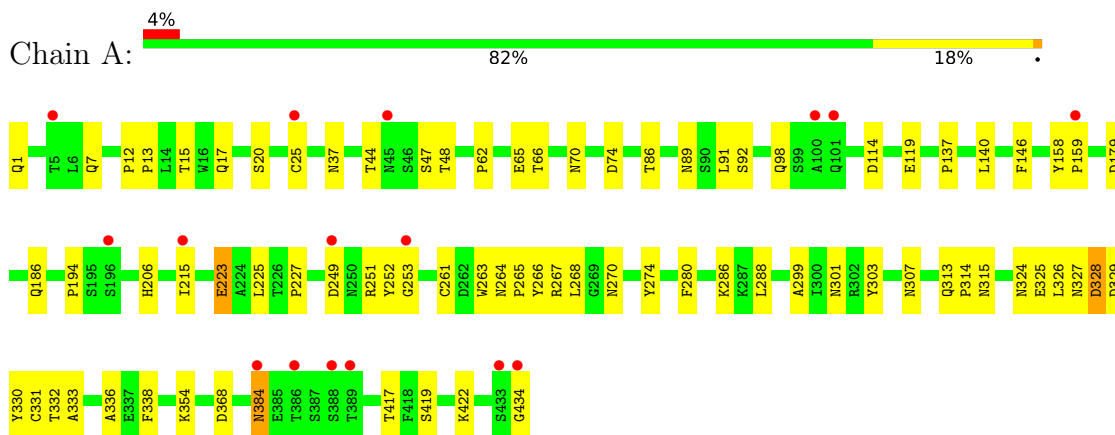 4%
Chain A:
82% 18% •
Q1 T5 L6 Q7 P12 P13 L14 T15 W16 Q17 S20 C25 N37 T44 N45 S46 S47 T48 P62 E65 T66 N70 D74 T86 N89 S90 L91 S92 Q98 S99 A100 Q101 D114 E119 P137 L140 F146 Y158 P159
Q186 P194 S195 S196 H206 I215 E223 A224 L225 T226 P227 D249 N250 R251 Y252 G253 C261 D262 W263 N264 P265 Y266 R267 L268 G269 N270 Y274 F280 K286 K287 L288 A299 I300 N301 R302 Y303 N307 Q313 P314 N315 N324 E325 L326 N327 D328
Y330 C331 T332 A333 A336 E337 F338 K354 D368 N384 E385 T386 S387 S388 T389 T417 F418 S419 K422 S433 G434